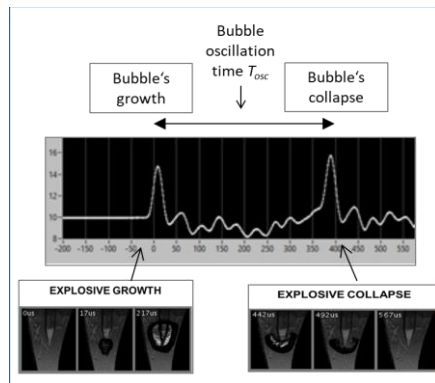 Bubble
oscillation
time Tosc
Bubble's
growth
Bubble's
collapse
16
14
12
10
8
-200 -150 -100 -50 0 50 100 150 200 250 300 350 400 450 500 550
EXPLOSIVE GROWTH
0us 17us 217us
EXPLOSIVE COLLAPSE
442us 492us 567us